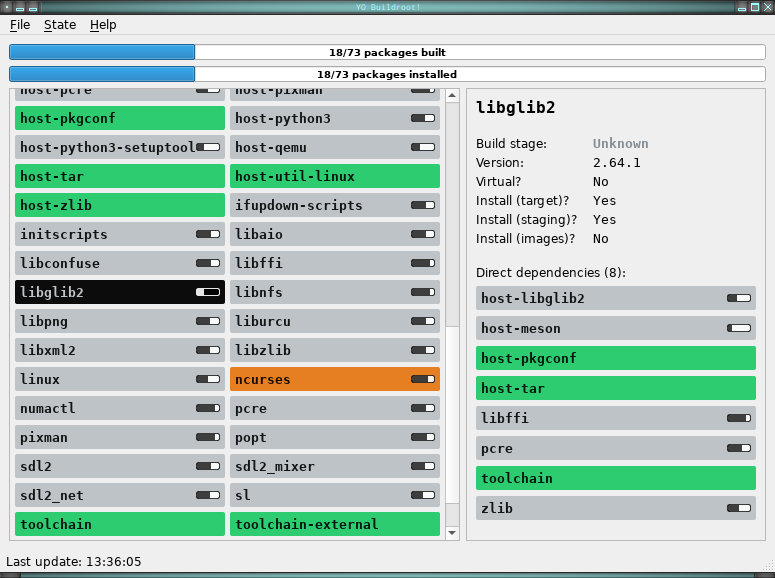 YO Buildroot!
File State Help
18/73 packages built
18/73 packages installed
host-pcre host-pixman
host-pkgconf host-python3
host-python3-setuptool host-qemu
host-tar host-util-linux
host-zlib ifupdown-scripts
initscripts libaio
libconfuse libffi
libglib2 libnfs
libpng liburcu
libxml2 libzlib
linux ncurses
numactl pcre
pixman popt
sdl2 sdl2_mixer
sdl2_net sl
toolchain toolchain-external
libglib2
Build stage: Unknown
Version: 2.64.1
Virtual? No
Install (target)? Yes
Install (staging)? Yes
Install (images)? No
Direct dependencies (8):
host-libglib2
host-meson
host-pkgconf
host-tar
libffi
pcre
toolchain
zlib
Last update: 13:36:05